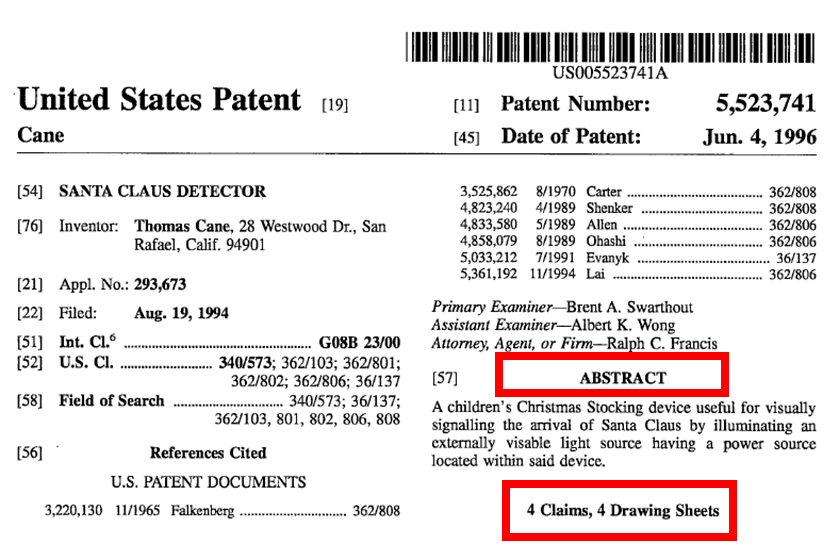 US005523741A
United States Patent [19]
Cane
[11] Patent Number: 5,523,741
[45] Date of Patent: Jun. 4, 1996
[54] SANTA CLAUS DETECTOR
[76] Inventor: Thomas Cane, 28 Westwood Dr., San
Rafael, Calif. 94901
[21] Appl. No.: 293,673
[22] Filed: Aug. 19, 1994
[51] Int. Cl.⁶ .......................................... G08B 23/00
[52] U.S. Cl. .......................... 340/573; 362/103; 362/801;
362/802; 362/806; 36/137
[58] Field of Search ........................... 340/573; 36/137;
362/103, 801, 802, 806, 808
[56] References Cited
U.S. PATENT DOCUMENTS
3,220,130 11/1965 Falkenberg ........................... 362/808
3,525,862 8/1970 Carter .................................. 362/808
4,823,240 4/1989 Shenker .............................. 362/808
4,833,580 5/1989 Allen ................................... 362/806
4,858,079 8/1989 Ohashi ................................ 362/806
5,033,212 7/1991 Evanyk ................................. 36/137
5,361,192 11/1994 Lai ...................................... 362/806
Primary Examiner—Brent A. Swarthout
Assistant Examiner—Albert K. Wong
Attorney, Agent, or Firm—Ralph C. Francis
[57] ABSTRACT
A children's Christmas Stocking device useful for visually
signalling the arrival of Santa Claus by illuminating an
externally visable light source having a power source
located within said device.
4 Claims, 4 Drawing Sheets